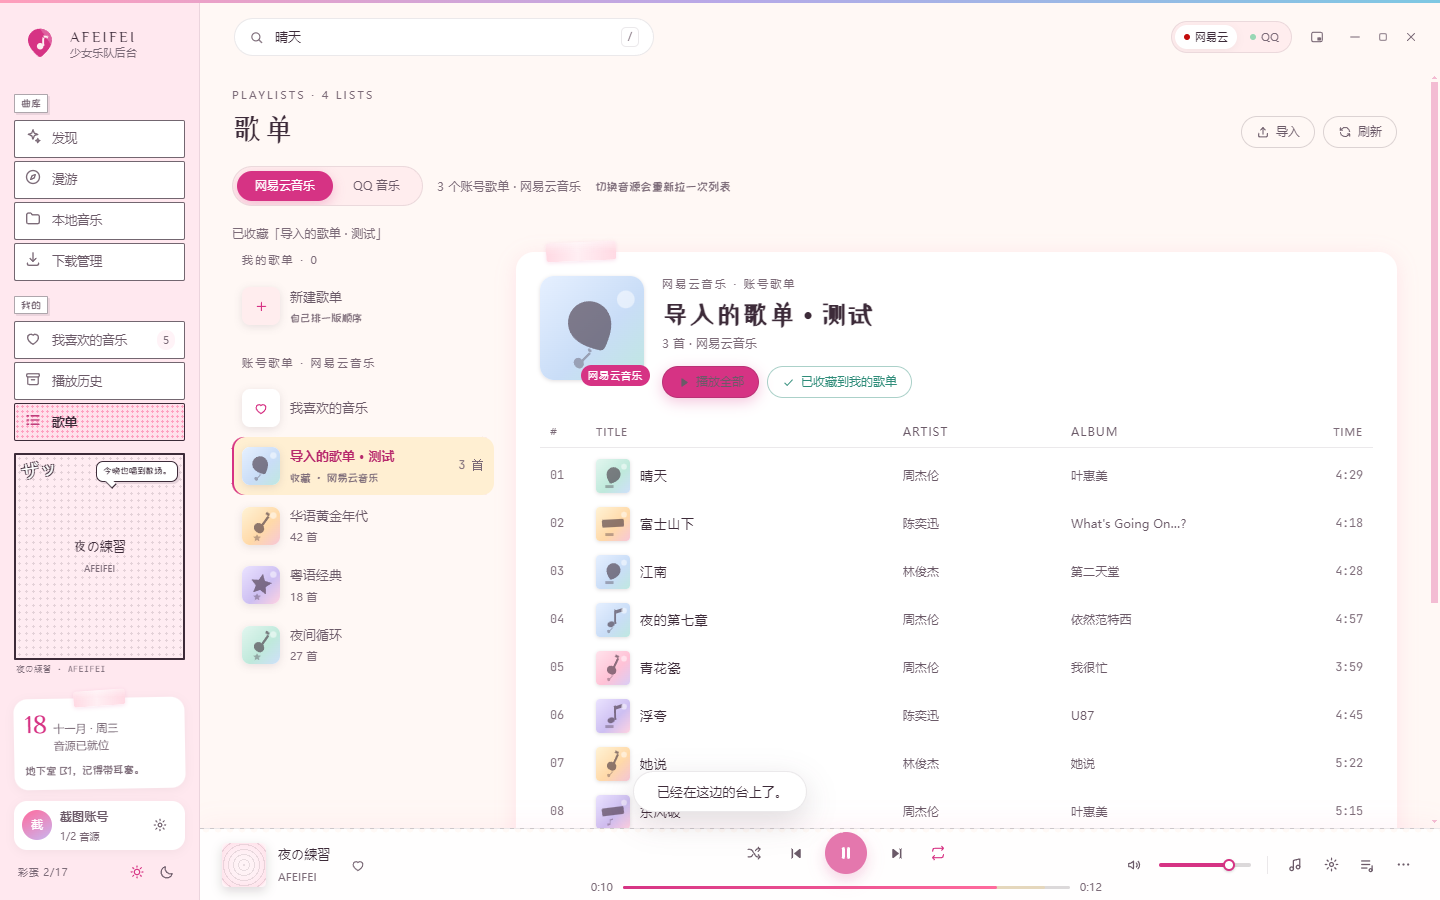 AFEIFEI
少女乐队后台
晴天
/
网易云
QQ
曲库
发现
漫游
本地音乐
下载管理
我的
我喜欢的音乐 5
播放历史
歌单
ザッ
今晚也唱到散场。
夜の練習
AFEIFEI
夜の練習 · AFEIFEI
18 十一月 · 周三
音源已就位
地下室 B1, 记得带耳塞。
截
截图账号
1/2 音源
彩蛋 2/17
PLAYLISTS · 4 LISTS
歌单
导入
刷新
网易云音乐
QQ 音乐
3 个账号歌单 · 网易云音乐
切换音源会重新拉一次列表
已收藏「导入的歌单 · 测试」
我的歌单 · 0
新建歌单
自己排一版顺序
账号歌单 · 网易云音乐
我喜欢的音乐
导入的歌单 • 测试
收藏 · 网易云音乐
3 首
华语黄金年代
42 首
粤语经典
18 首
夜间循环
27 首
网易云音乐 · 账号歌单
导入的歌单 • 测试
3 首 · 网易云音乐
网易云音乐
播放全部
已收藏到我的歌单
# TITLE ARTIST ALBUM TIME
01 晴天 周杰伦 叶惠美 4:29
02 富士山下 陈奕迅 What's Going On…? 4:18
03 江南 林俊杰 第二天堂 4:28
04 夜的第七章 周杰伦 依然范特西 4:57
05 青花瓷 周杰伦 我很忙 3:59
06 浮夸 陈奕迅 U87 4:45
07 她说 林俊杰 她说 5:22
08 东风破 周杰伦 叶惠美 5:15
已经在这边的台上了。
夜の練習
AFEIFEI
0:10
0:12